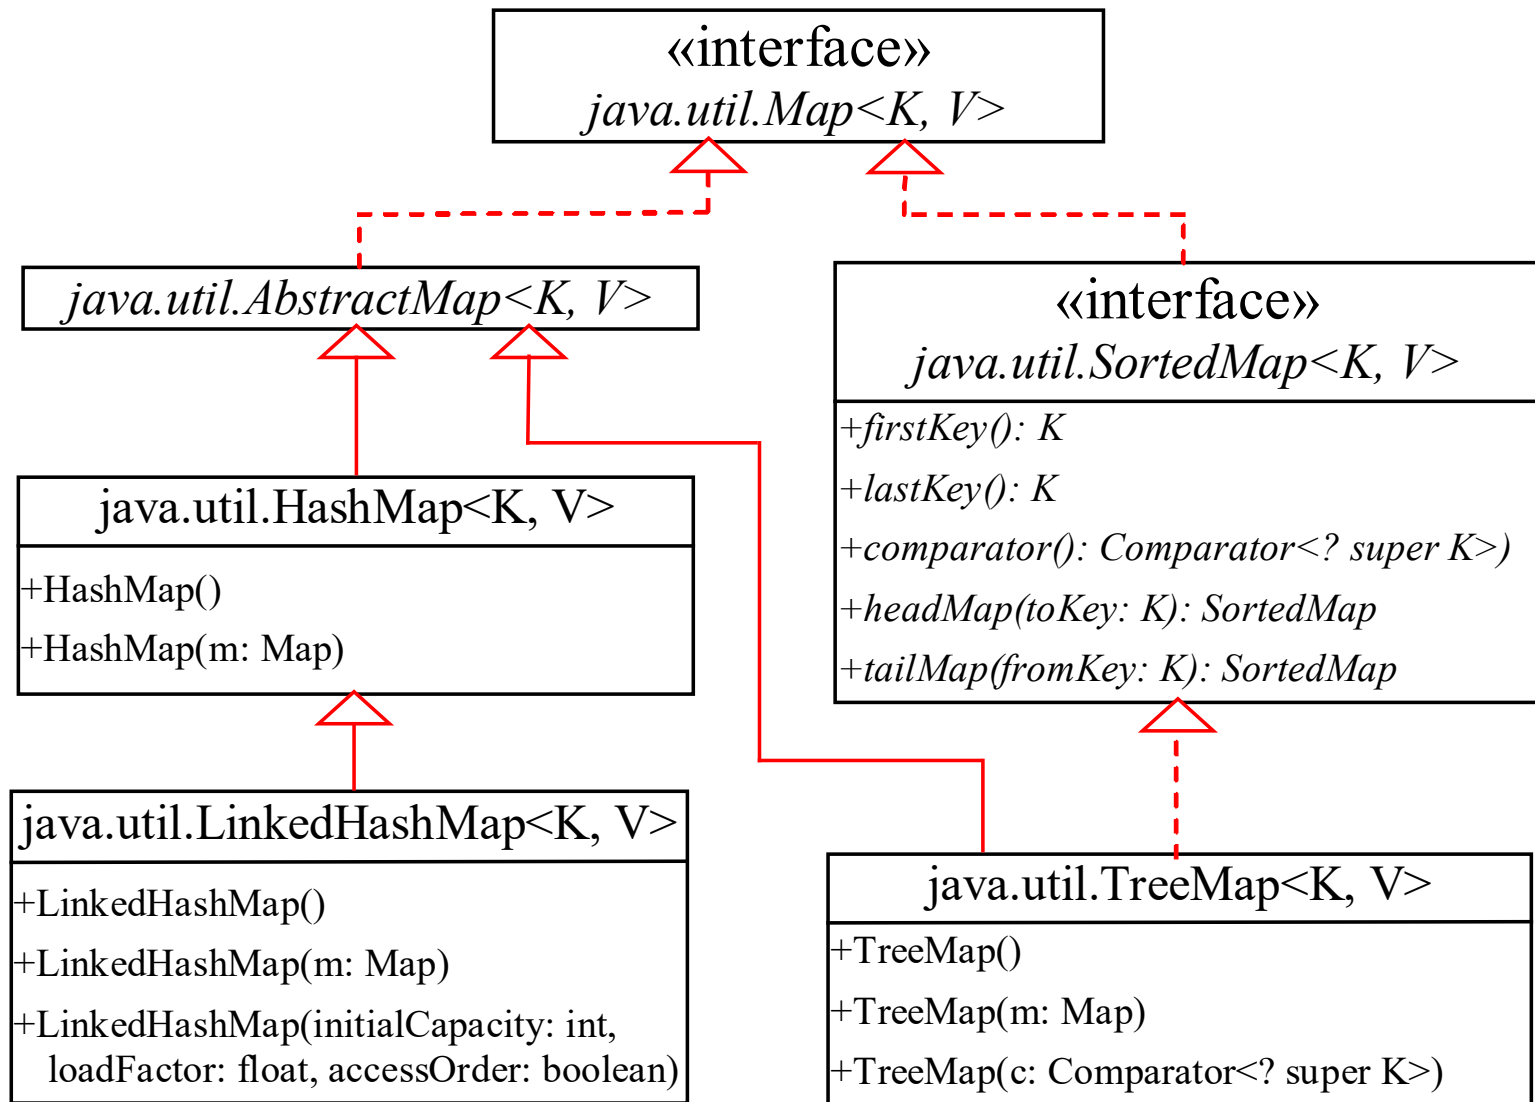 «interface»
java.util.Map<K, V>
java.util.AbstractMap<K, V>
«interface»
java.util.SortedMap<K, V>
+firstKey(): K
+lastKey(): K
+comparator(): Comparator<? super K>)
+headMap(toKey: K): SortedMap
+tailMap(fromKey: K): SortedMap
java.util.HashMap<K, V>
+HashMap()
+HashMap(m: Map)
java.util.LinkedHashMap<K, V>
+LinkedHashMap()
+LinkedHashMap(m: Map)
+LinkedHashMap(initialCapacity: int,
loadFactor: float, accessOrder: boolean)
java.util.TreeMap<K, V>
+TreeMap()
+TreeMap(m: Map)
+TreeMap(c: Comparator<? super K>)